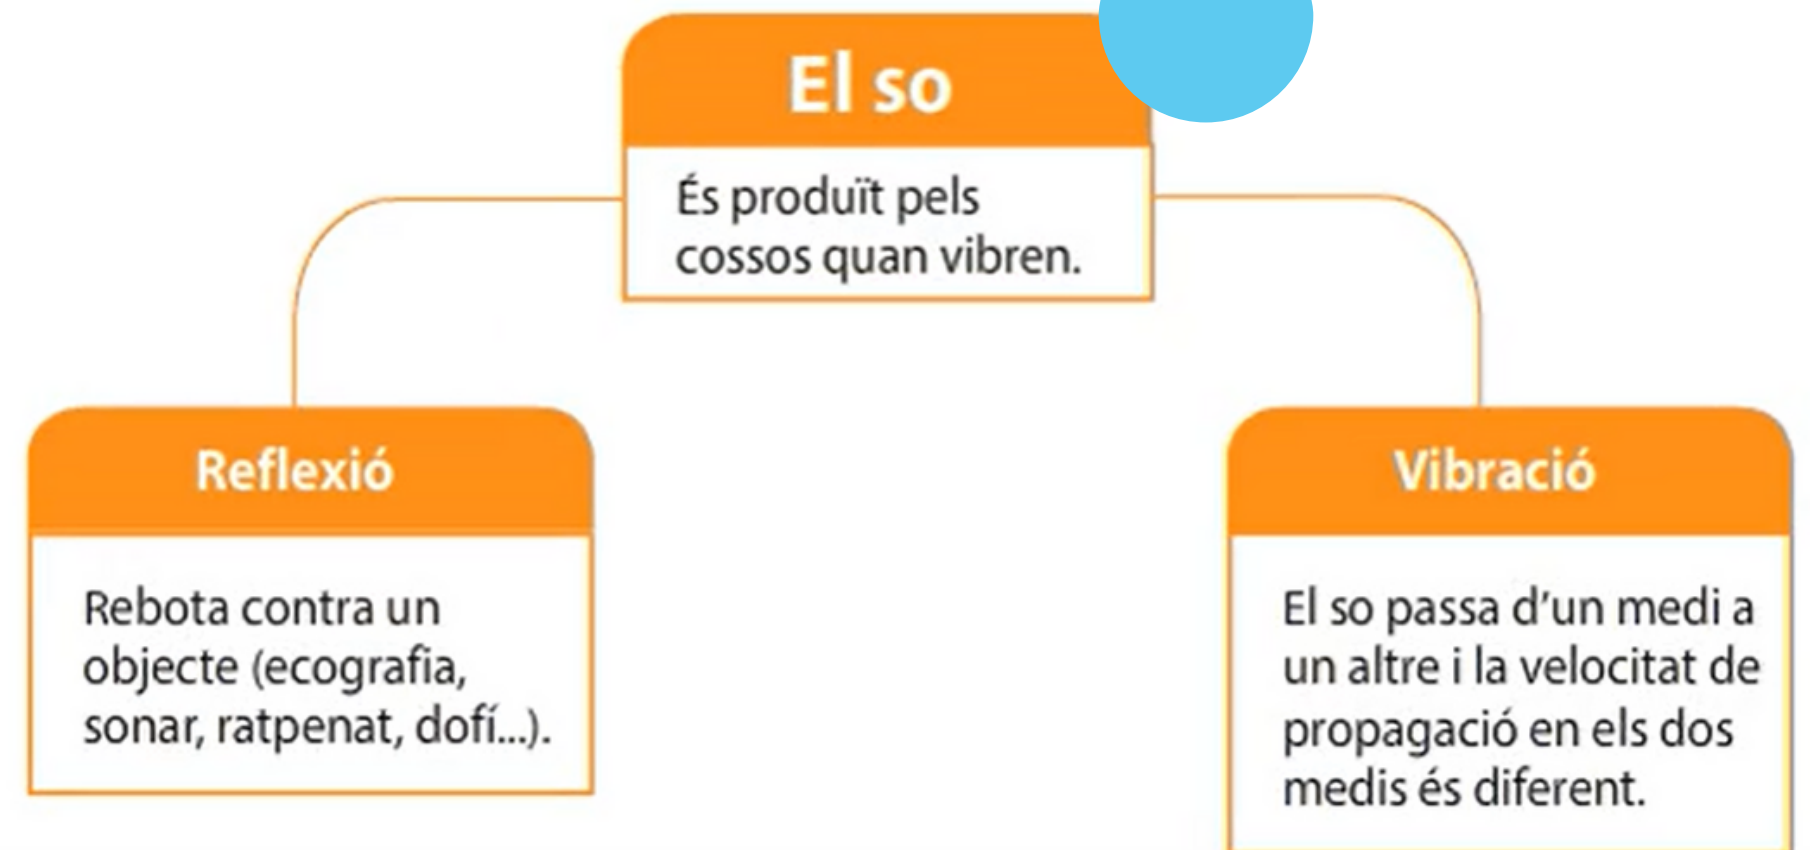 El so
És produït pels
cossos quan vibren.
Reflexió
Rebota contra un
objecte (ecografia,
sonar, ratpenat, dofí...).
Vibració
El so passa d'un medi a
un altre i la velocitat de
propagació en els dos
medis és diferent.